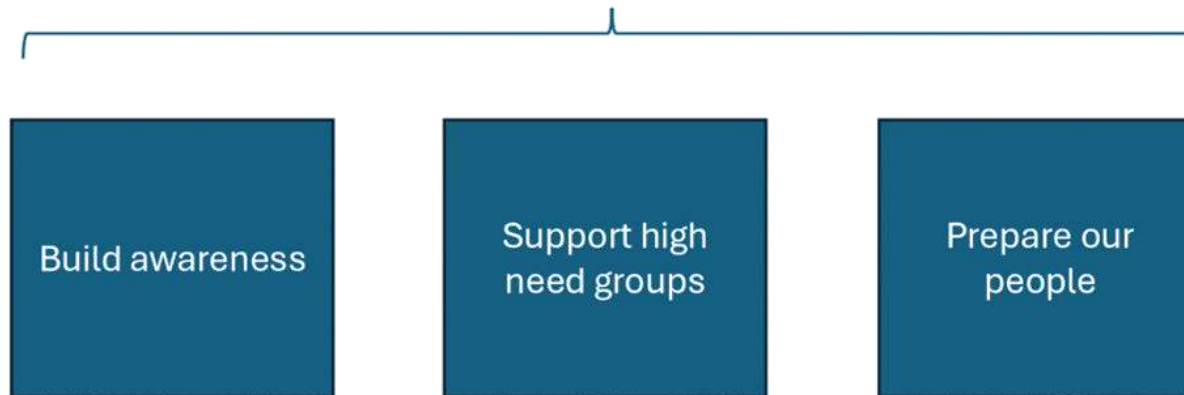 Build awareness
Support high
need groups
Prepare our
people